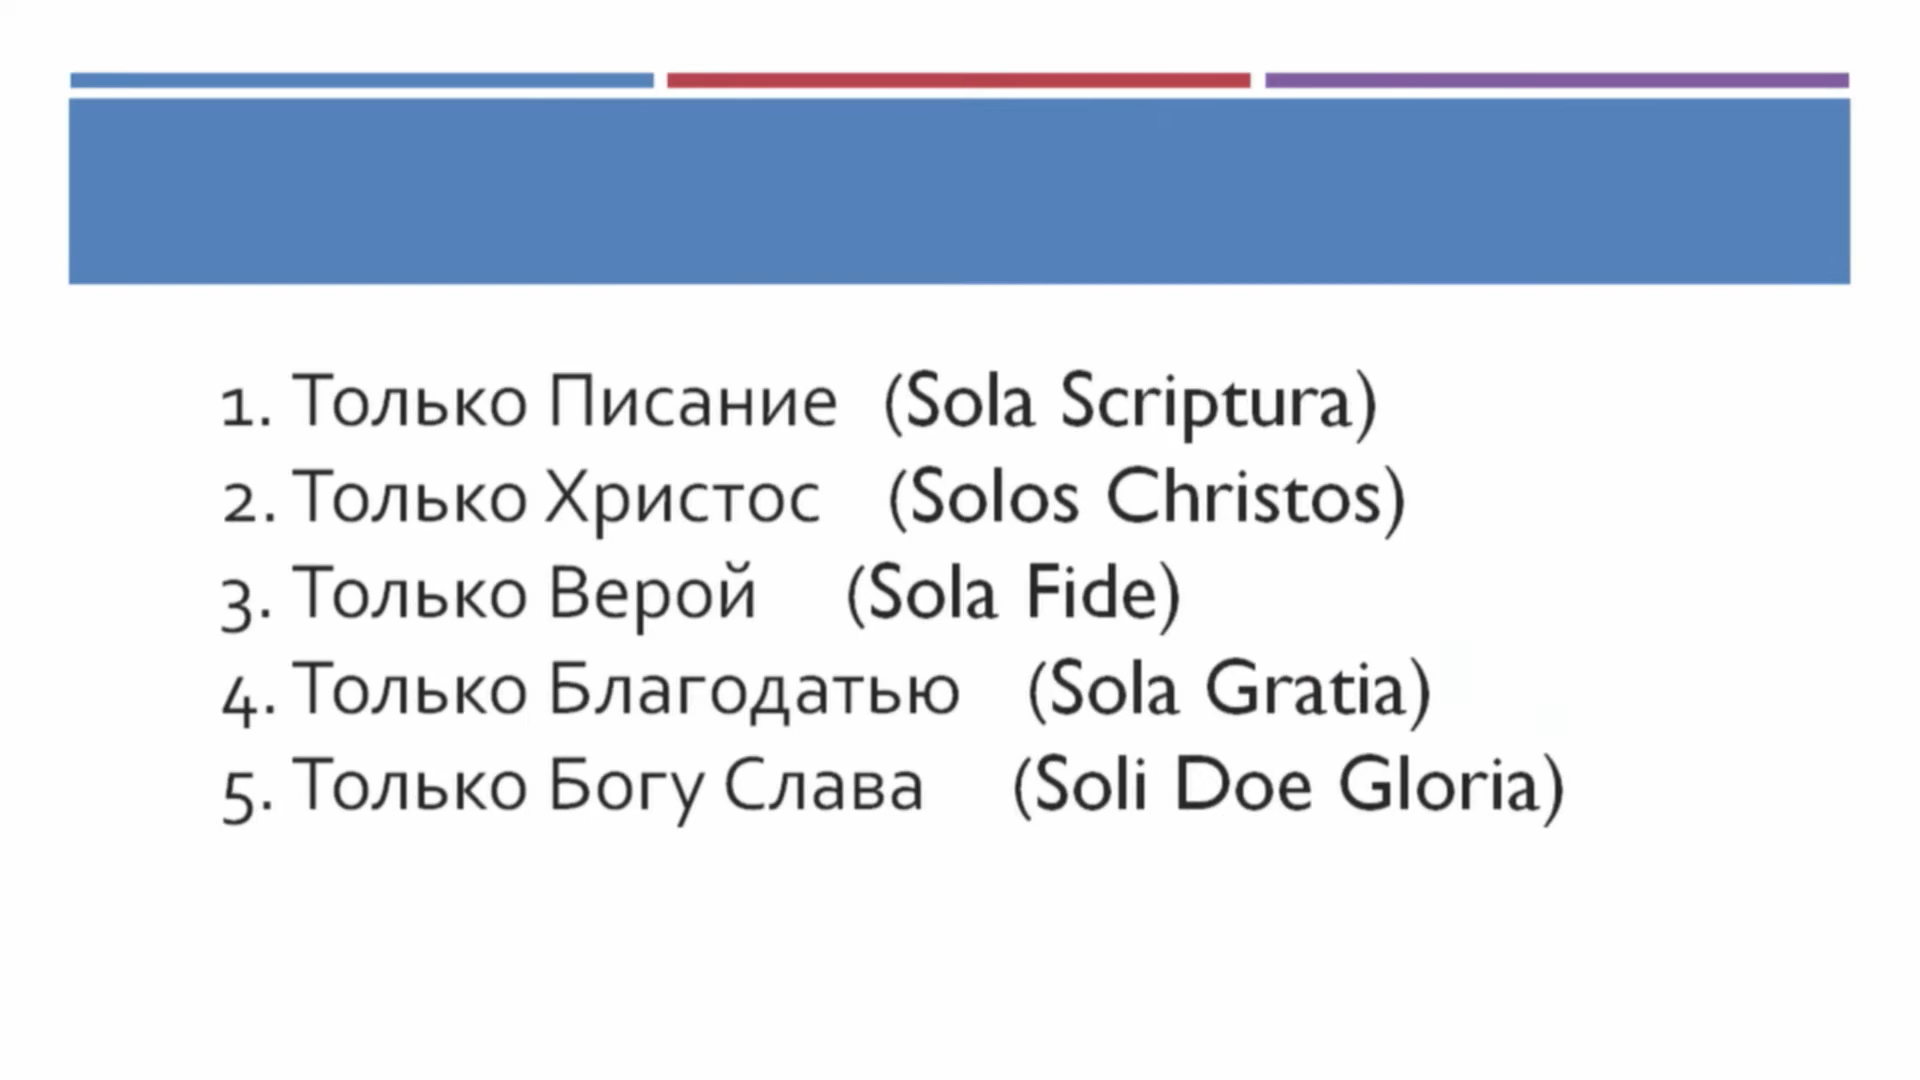 1. Только Писание (Sola Scriptura)
2. Только Христос (Solos Christos)
3. Только Верой (Sola Fide)
4. Только Благодатью (Sola Gratia)
5. Только Богу Слава (Soli Doe Gloria)